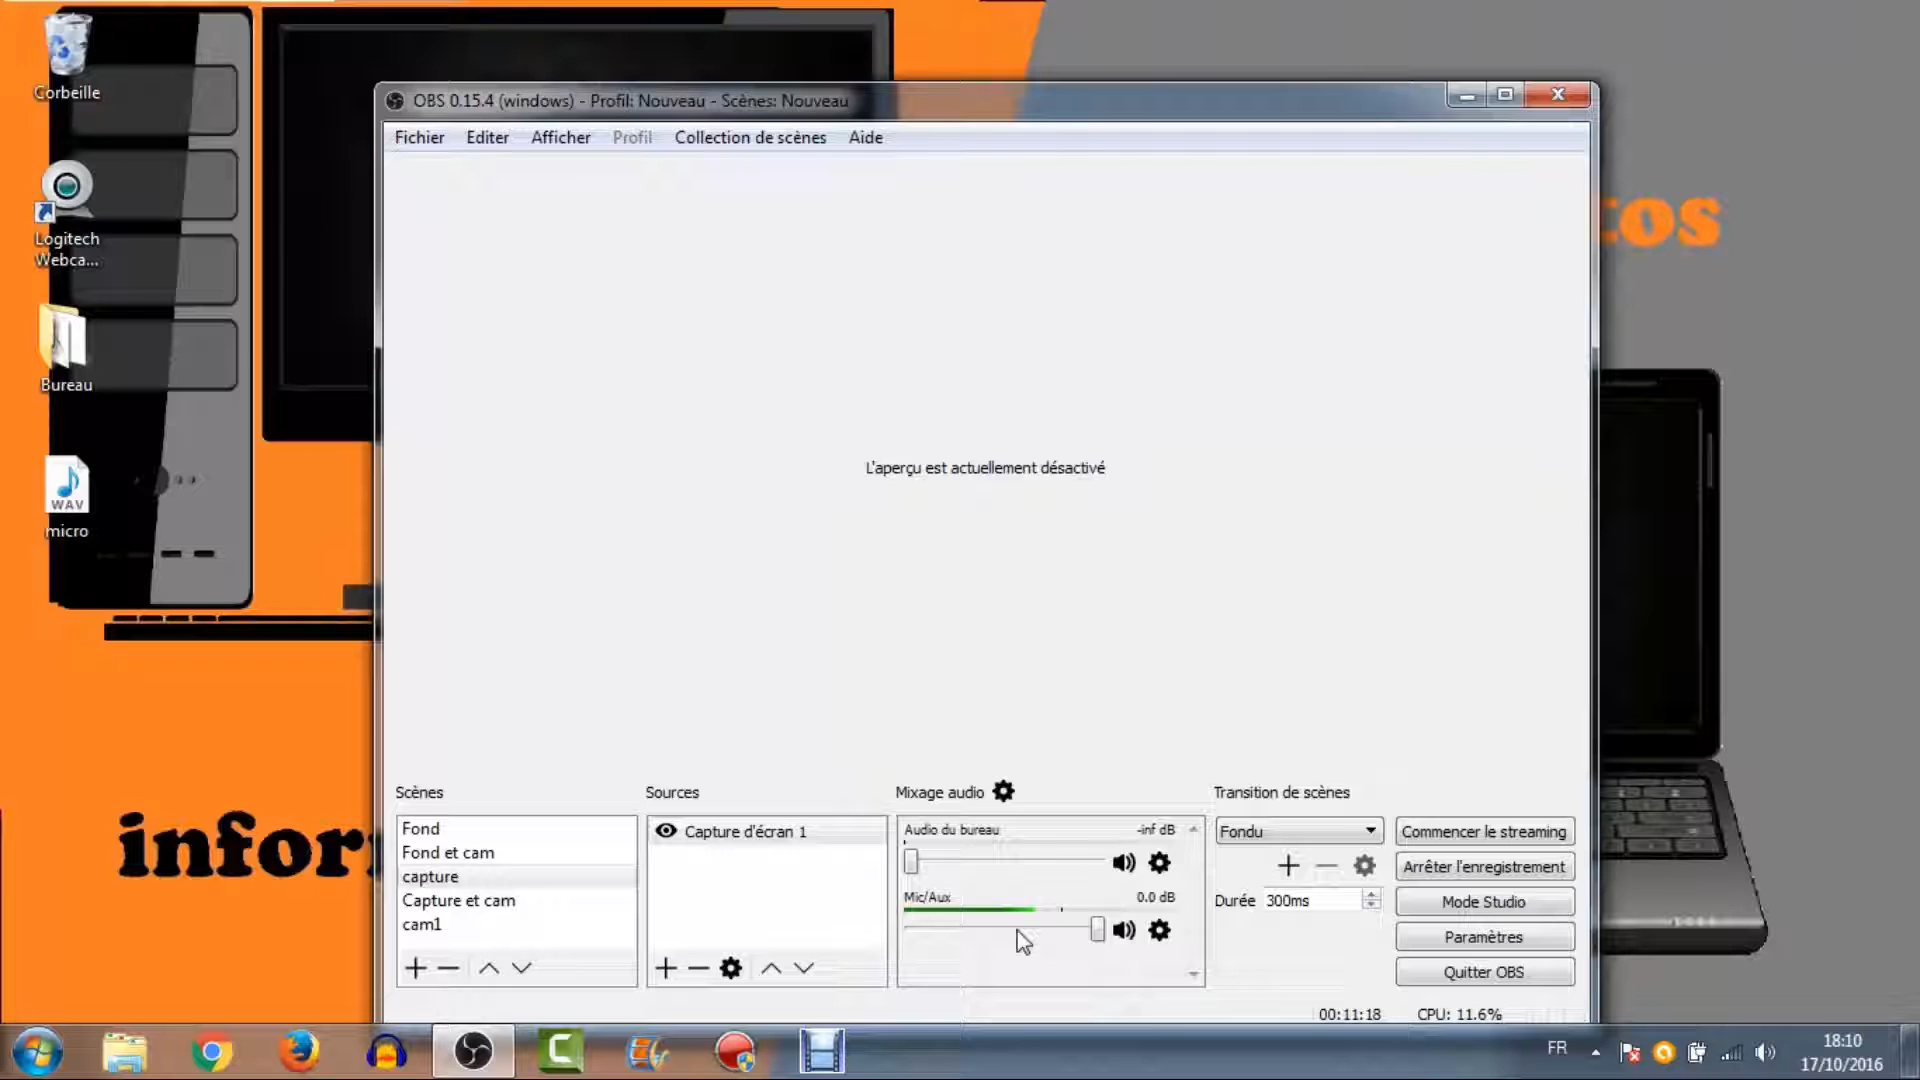 Corbeille
Logitech
Webca...
Bureau
WAV
micro
tos
infor
OBS 0.15.4 (windows) - Profil: Nouveau - Scènes: Nouveau
Fichier Editer Afficher Profil Collection de scènes Aide
L'aperçu est actuellement désactivé
Scènes
Fond
Fond et cam
capture
Capture et cam
cam1
Sources
Capture d'écran 1
Mixage audio
Audio du bureau -inf dB
Mic/Aux 0.0 dB
Transition de scènes
Fondu
Durée 300ms
Commencer le streaming
Arrêter l'enregistrement
Mode Studio
Paramètres
Quitter OBS
00:11:18 CPU: 11.6%
FR
18:10
17/10/2016